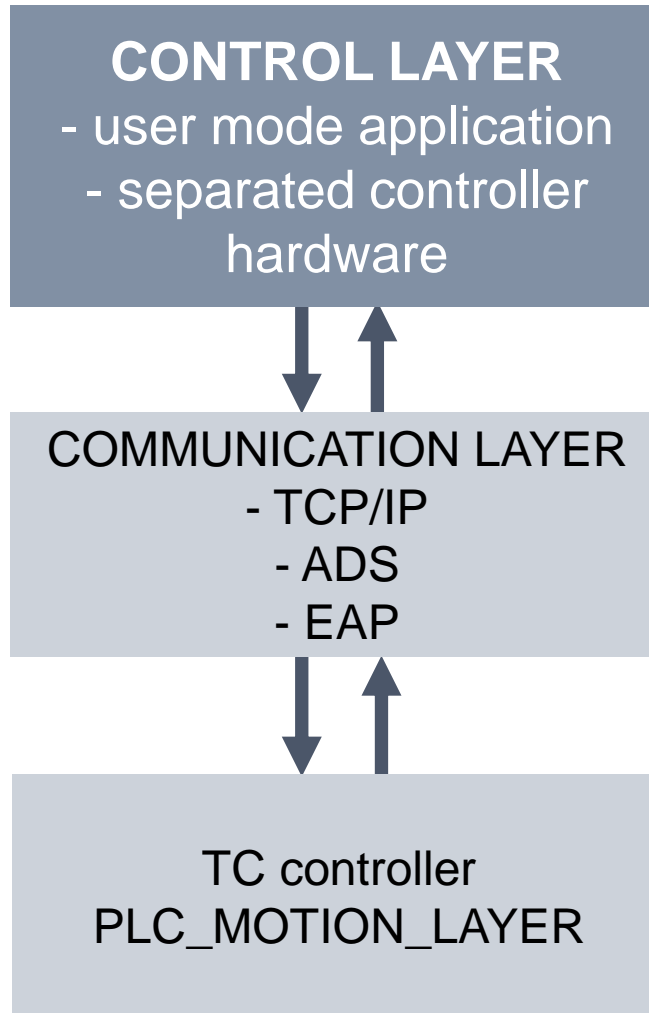 CONTROL LAYER
- user mode application
- separated controller
hardware
COMMUNICATION LAYER
- TCP/IP
- ADS
- EAP
TC controller
PLC_MOTION_LAYER